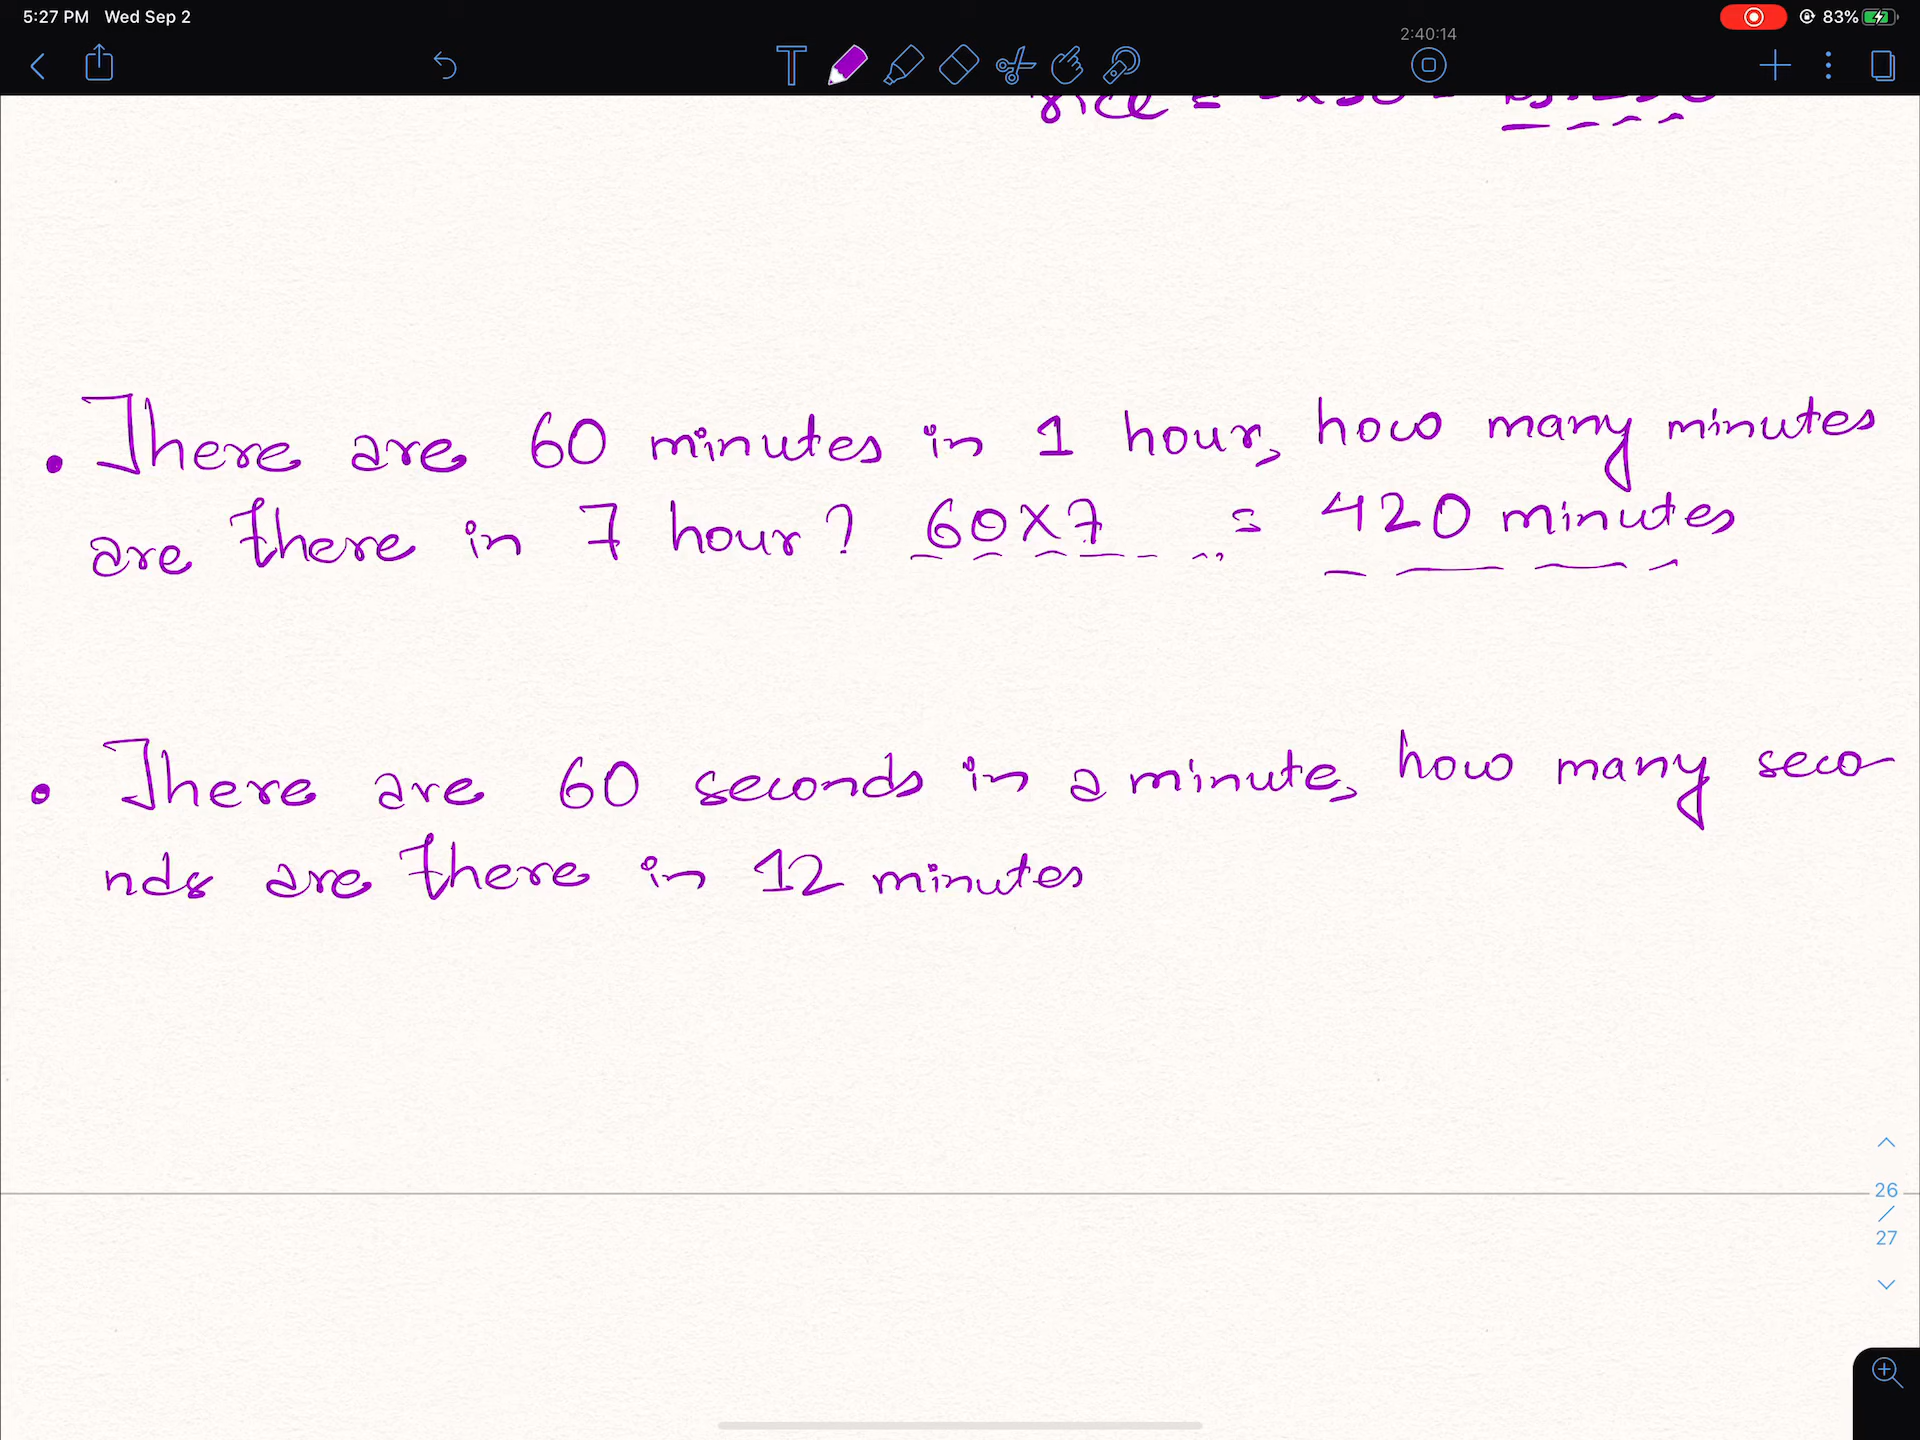 5:27 PM Wed Sep 2
83%
2:40:14
. There are 60 minutes in 1 hour, how many minutes
are there in 7 hour? 60x7 = 420 minutes
. There are 60 seconds in a minute, how many seco
nds are there in 12 minutes
26
/
27